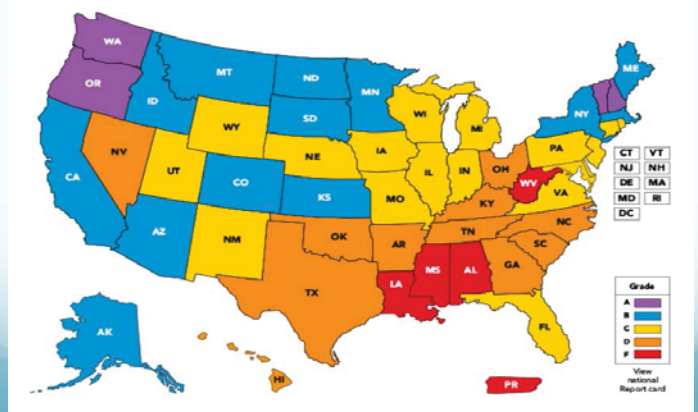 WA
OR
CA
NV
ID
MT
WY
UT
AZ
CO
NM
ND
SD
NE
KS
OK
TX
MN
IA
MO
AR
LA
WI
IL
MI
IN
OH
KY
TN
MS
AL
GA
FL
SC
NC
VA
WV
PA
NY
ME
AK
HI
PR
CT VT
NJ NH
DE MA
MD RI
DC
Grade
A
B
C
D
F
View
national
Report card